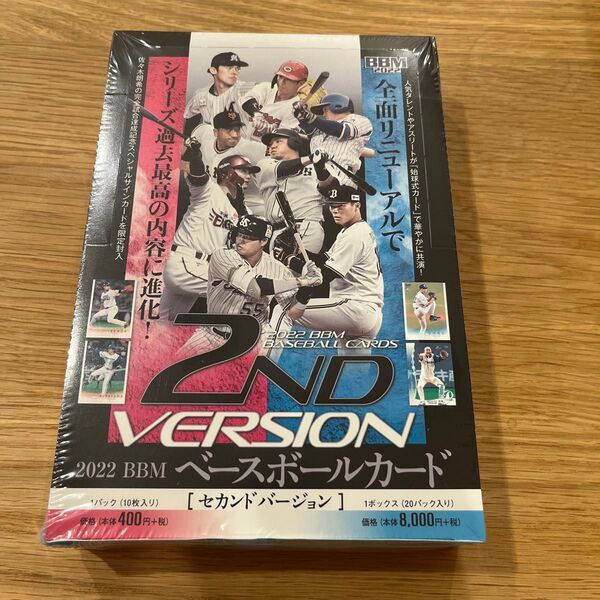 BBM
2022
人気タレントやアスリートが「始球式カード」で華やかに共演!
全面リニューアルで
シリーズ過去最高の内容に進化!
佐々木朗希の完全試合達成記念スペシャルサインカードを限定封入
55
2022 BBM
BASEBALL CARDS
2ND
VERSION
2022 BBM ベースボールカード
[セカンドバージョン]
1パック(10枚入り)
価格(本体400円+税)
1ボックス(20パック入り)
価格(本体8,000円+税)